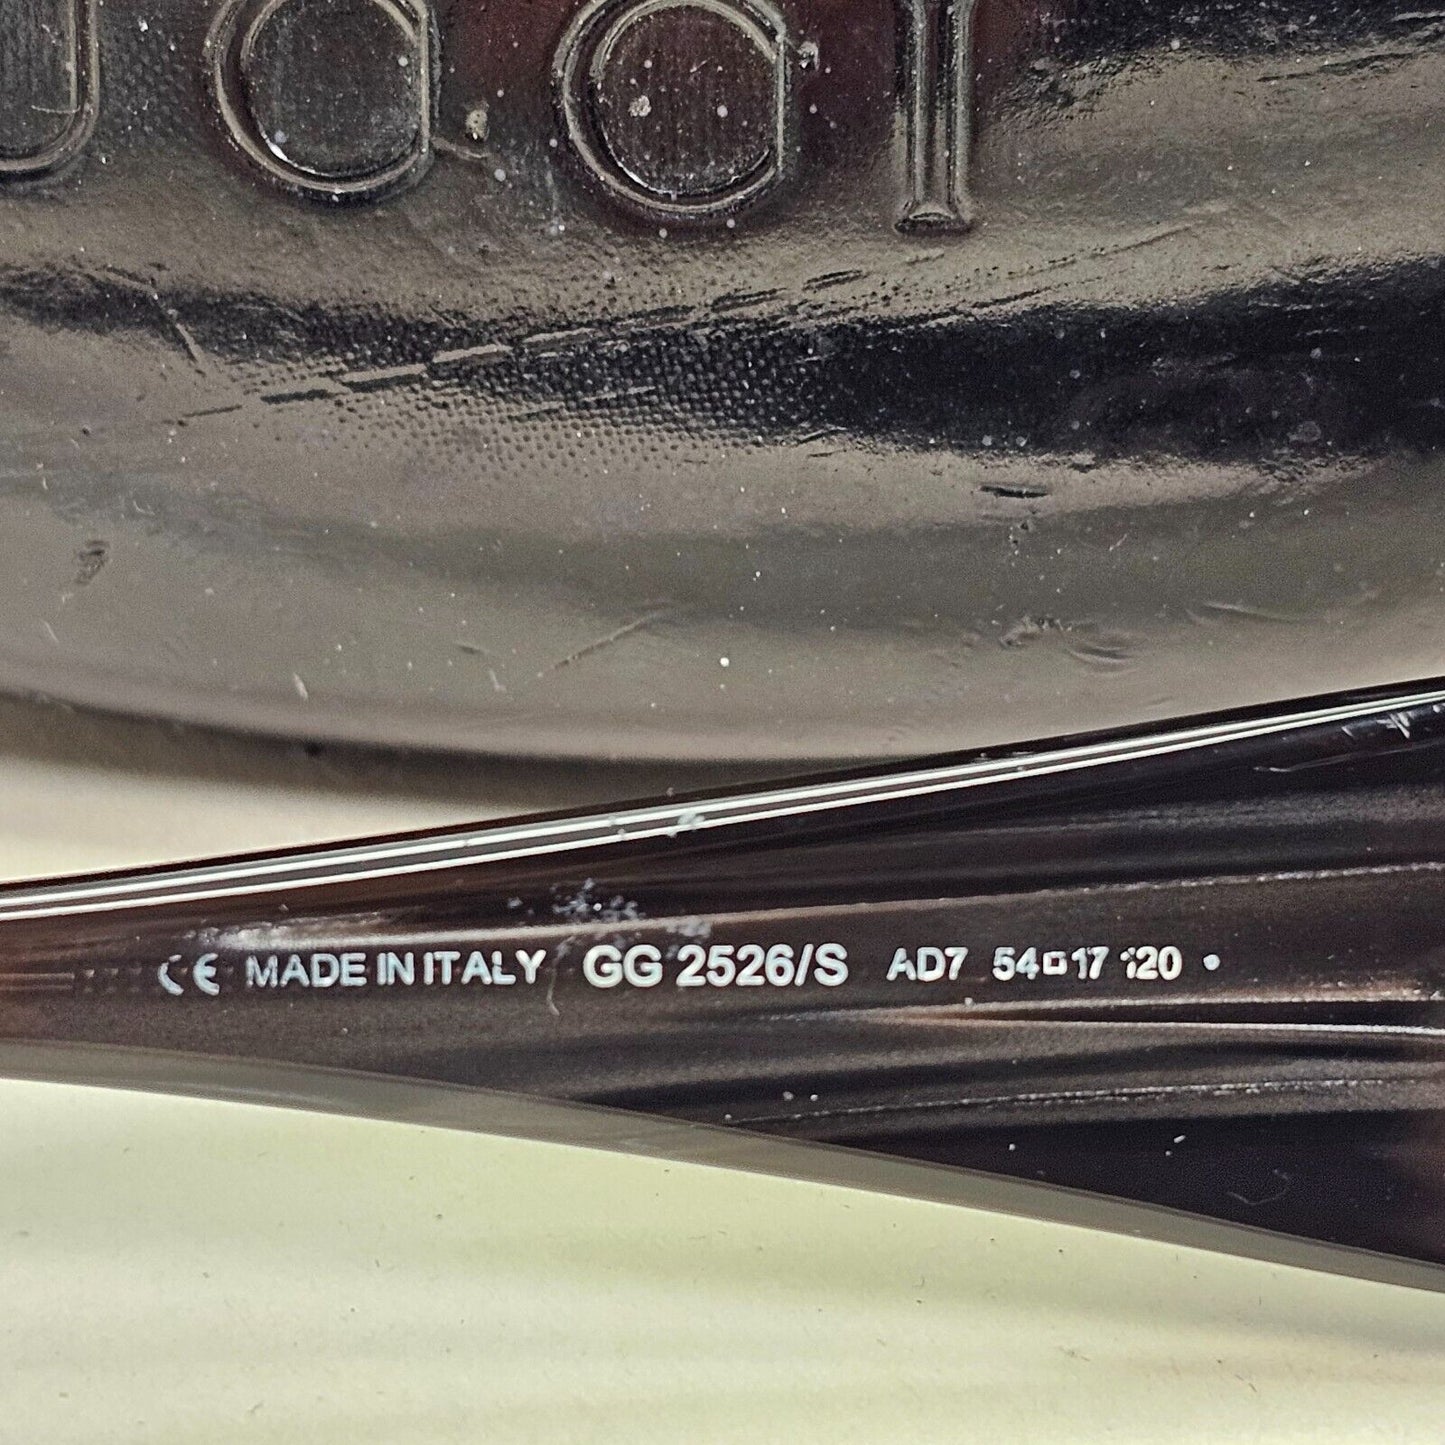 CE MADE IN ITALY GG 2526/S AD7 54□17 120